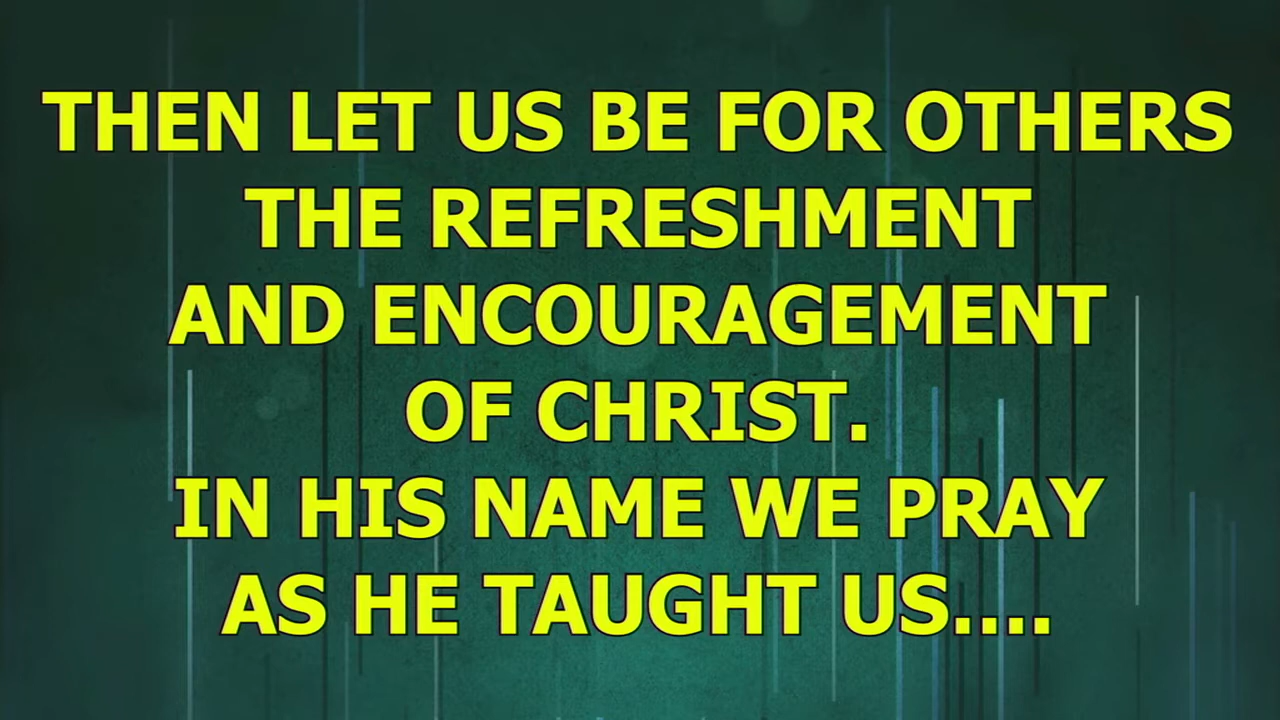 THEN LET US BE FOR OTHERS
THE REFRESHMENT
AND ENCOURAGEMENT
OF CHRIST.
IN HIS NAME WE PRAY
AS HE TAUGHT US....